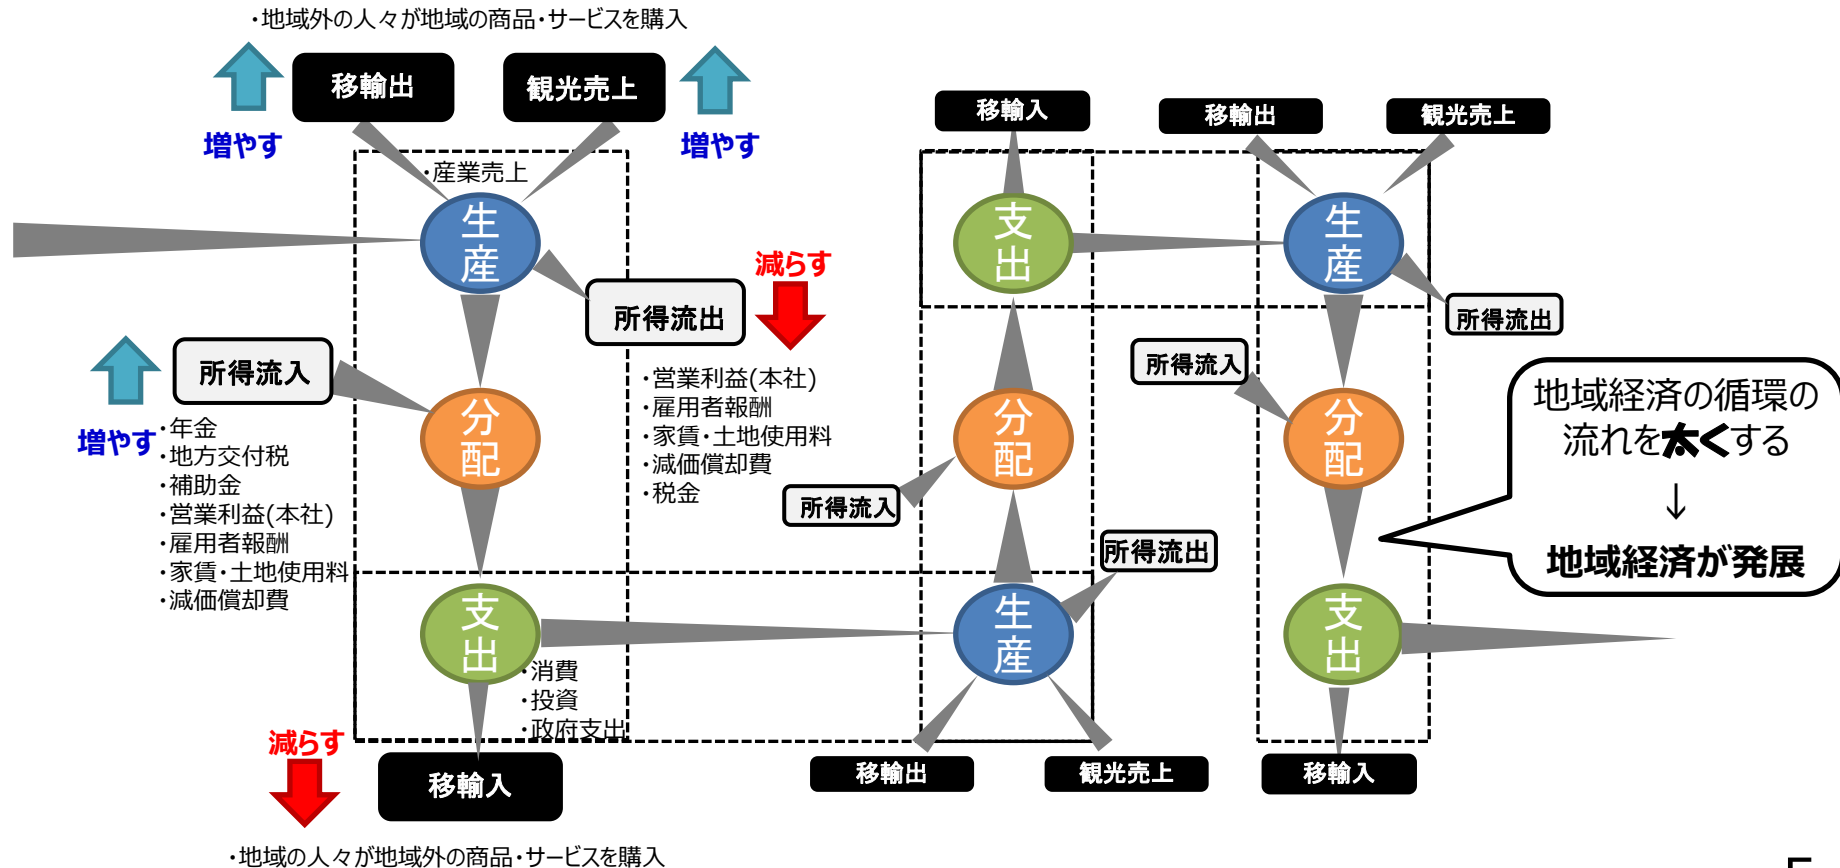 ・地域外の人々が地域の商品・サービスを購入
移輸出
観光売上
増やす
増やす
・産業売上
生産
所得流出
減らす
・営業利益(本社)
・雇用者報酬
・家賃・土地使用料
・減価償却費
・税金
所得流入
増やす
・年金
・地方交付税
・補助金
・営業利益(本社)
・雇用者報酬
・家賃・土地使用料
・減価償却費
分配
支出
・消費
・投資
・政府支出
減らす
移輸入
・地域の人々が地域外の商品・サービスを購入
移輸入
支出
分配
所得流入
所得流出
生産
移輸出
観光売上
移輸出
観光売上
生産
所得流出
所得流入
分配
支出
移輸入
地域経済の循環の
流れを太くする
↓
地域経済が発展